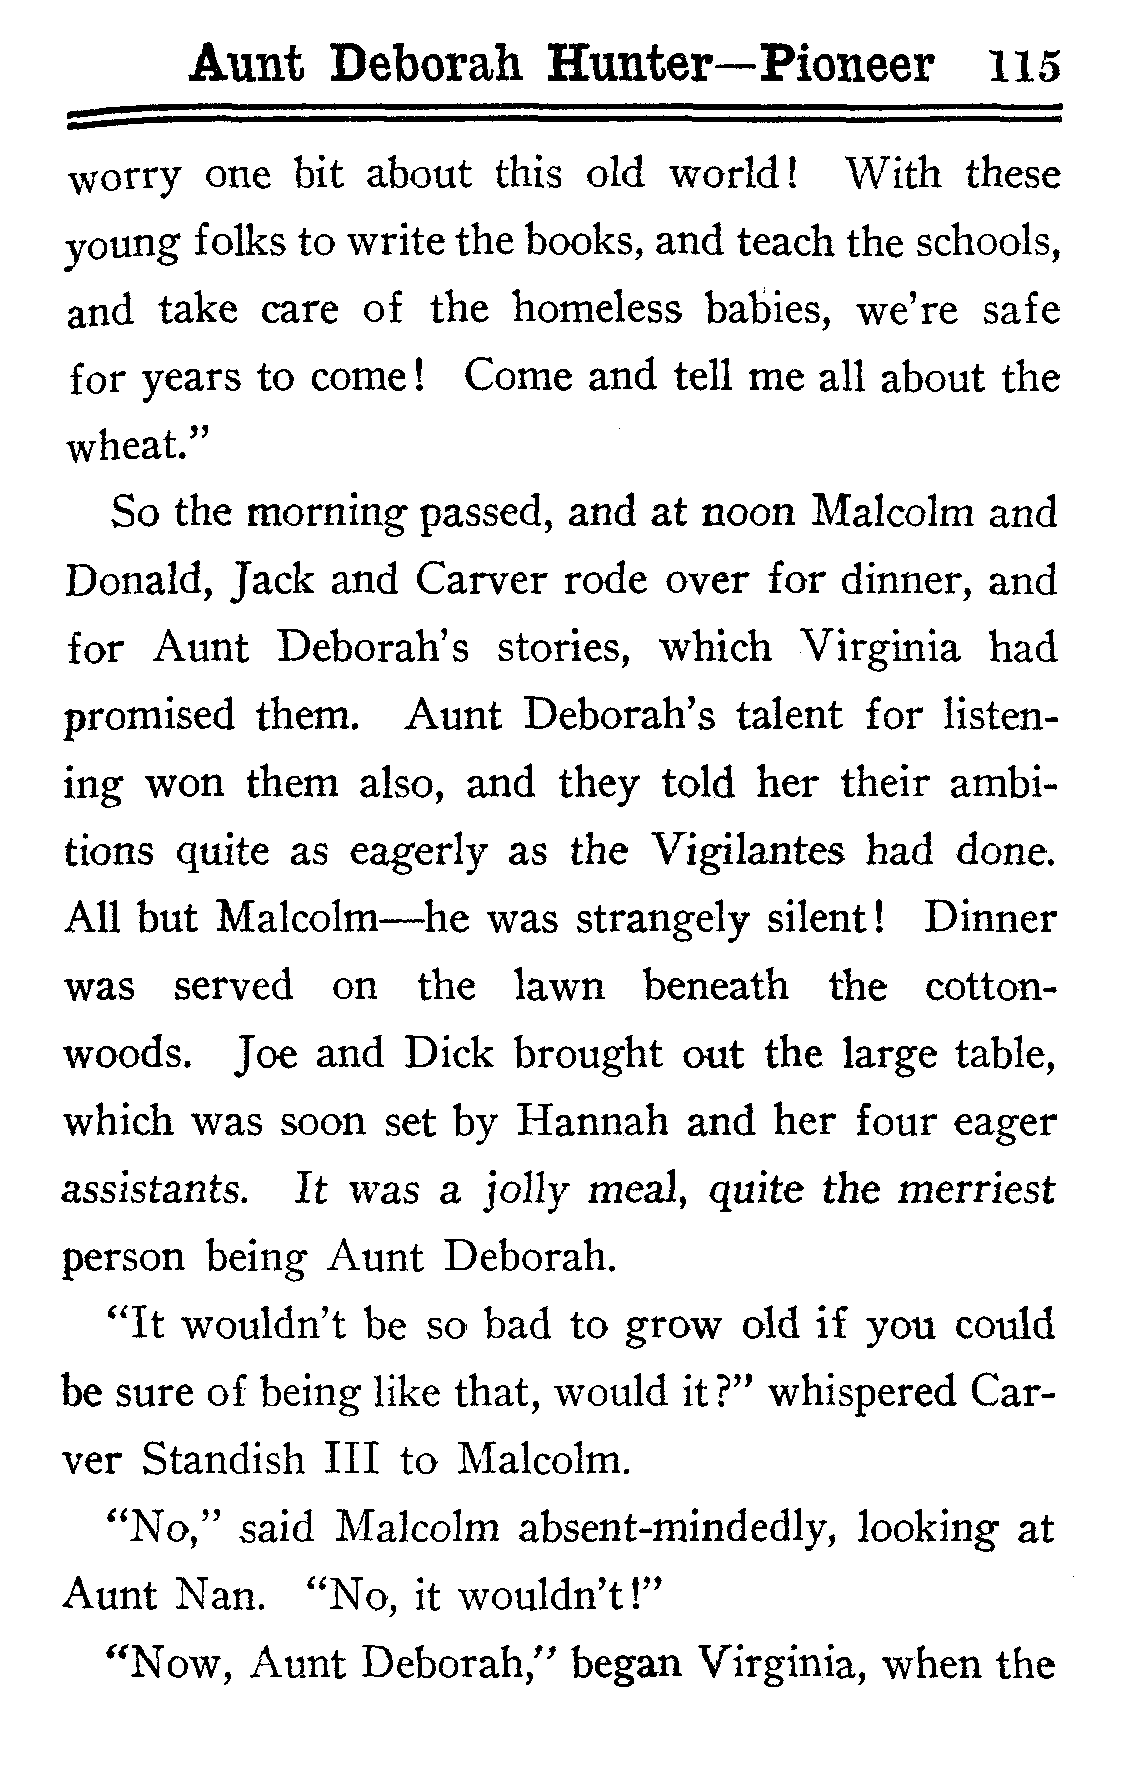 Aunt Deborah Hunter—Pioneer 115
worry one bit about this old world! With these
young folks to write the books, and teach the schools,
and take care of the homeless babies, we're safe
for years to come! Come and tell me all about the
wheat."
So the morning passed, and at noon Malcolm and
Donald, Jack and Carver rode over for dinner, and
for Aunt Deborah's stories, which Virginia had
promised them. Aunt Deborah's talent for listen-
ing won them also, and they told her their ambi-
tions quite as eagerly as the Vigilantes had done.
All but Malcolm—he was strangely silent! Dinner
was served on the lawn beneath the cotton-
woods. Joe and Dick brought out the large table,
which was soon set by Hannah and her four eager
assistants. It was a jolly meal, quite the merriest
person being Aunt Deborah.
"It wouldn't be so bad to grow old if you could
be sure of being like that, would it?" whispered Car-
ver Standish III to Malcolm.
"No," said Malcolm absent-mindedly, looking at
Aunt Nan. "No, it wouldn't!"
"Now, Aunt Deborah," began Virginia, when the